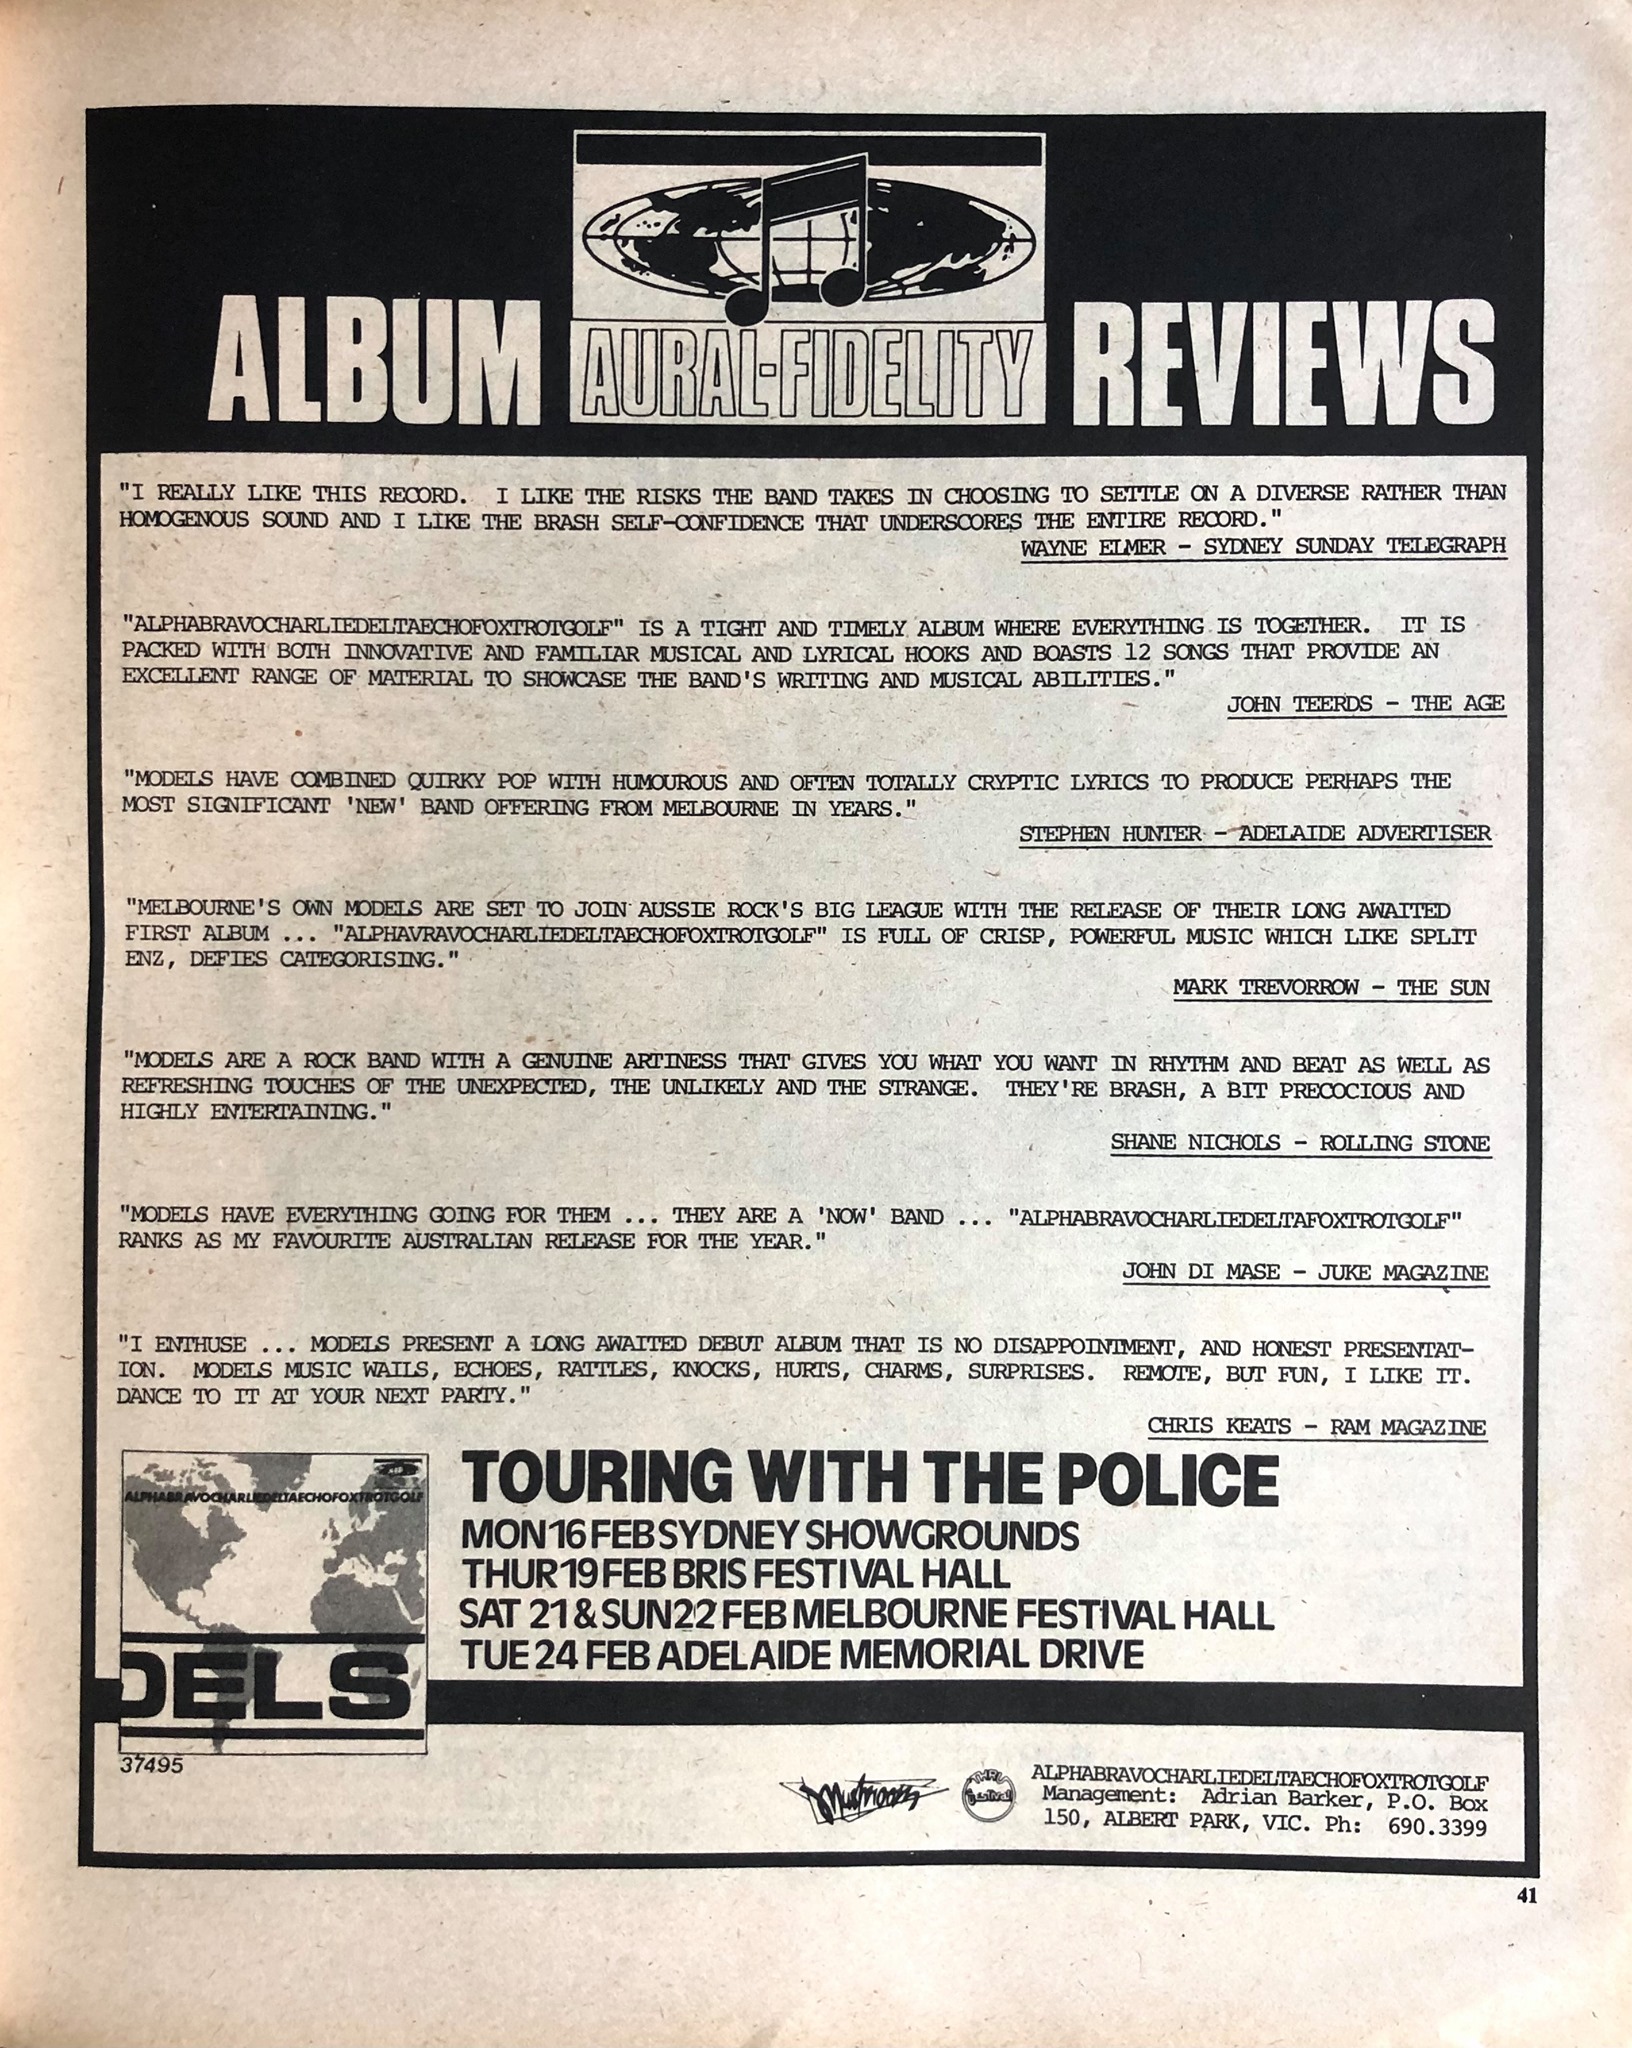 ALBUM AURAL-FIDELITY REVIEWS
"I REALLY LIKE THIS RECORD. I LIKE THE RISKS THE BAND TAKES IN CHOOSING TO SETTLE ON A DIVERSE RATHER THAN
HOMOGENOUS SOUND AND I LIKE THE BRASH SELF-CONFIDENCE THAT UNDERSCORES THE ENTIRE RECORD."
WAYNE ELMER - SYDNEY SUNDAY TELEGRAPH
"ALPHABRAVOCHARLIEDELTAECHOFOXTROTGOLF" IS A TIGHT AND TIMELY ALBUM WHERE EVERYTHING IS TOGETHER. IT IS
PACKED WITH BOTH INNOVATIVE AND FAMILIAR MUSICAL AND LYRICAL HOOKS AND BOASTS 12 SONGS THAT PROVIDE AN
EXCELLENT RANGE OF MATERIAL TO SHOWCASE THE BAND'S WRITING AND MUSICAL ABILITIES."
JOHN TEERDS - THE AGE
"MODELS HAVE COMBINED QUIRKY POP WITH HUMOUROUS AND OFTEN TOTALLY CRYPTIC LYRICS TO PRODUCE PERHAPS THE
MOST SIGNIFICANT 'NEW' BAND OFFERING FROM MELBOURNE IN YEARS."
STEPHEN HUNTER - ADELAIDE ADVERTISER
"MELBOURNE'S OWN MODELS ARE SET TO JOIN AUSSIE ROCK'S BIG LEAGUE WITH THE RELEASE OF THEIR LONG AWAITED
FIRST ALBUM ... "ALPHAVRAVOCHARLIEDELTAECHOFOXTROTGOLF" IS FULL OF CRISP, POWERFUL MUSIC WHICH LIKE SPLIT
ENZ, DEFIES CATEGORISING."
MARK TREVORROW - THE SUN
"MODELS ARE A ROCK BAND WITH A GENUINE ARTINESS THAT GIVES YOU WHAT YOU WANT IN RHYTHM AND BEAT AS WELL AS
REFRESHING TOUCHES OF THE UNEXPECTED, THE UNLIKELY AND THE STRANGE. THEY'RE BRASH, A BIT PRECOCIOUS AND
HIGHLY ENTERTAINING."
SHANE NICHOLS - ROLLING STONE
"MODELS HAVE EVERYTHING GOING FOR THEM ... THEY ARE A 'NOW' BAND ... "ALPHABRAVOCHARLIEDELTAFOXTROTGOLF"
RANKS AS MY FAVOURITE AUSTRALIAN RELEASE FOR THE YEAR."
JOHN DI MASE - JUKE MAGAZINE
"I ENTHUSE ... MODELS PRESENT A LONG AWAITED DEBUT ALBUM THAT IS NO DISAPPOINTMENT, AND HONEST PRESENTAT-
ION. MODELS MUSIC WAILS, ECHOES, RATTLES, KNOCKS, HURTS, CHARMS, SURPRISES. REMOTE, BUT FUN, I LIKE IT.
DANCE TO IT AT YOUR NEXT PARTY."
CHRIS KEATS - RAM MAGAZINE
ALPHABRAVOCHARLIEDELTAECHOFOXTROTGOLF
DELS
37495
TOURING WITH THE POLICE
MON 16 FEB SYDNEY SHOWGROUNDS
THUR 19 FEB BRIS FESTIVAL HALL
SAT 21 & SUN 22 FEB MELBOURNE FESTIVAL HALL
TUE 24 FEB ADELAIDE MEMORIAL DRIVE
Mushroom
THRU
FESTIVAL
ALPHABRAVOCHARLIEDELTAECHOFOXTROTGOLF
Management: Adrian Barker, P.O. Box
150, ALBERT PARK, VIC. Ph: 690.3399
41